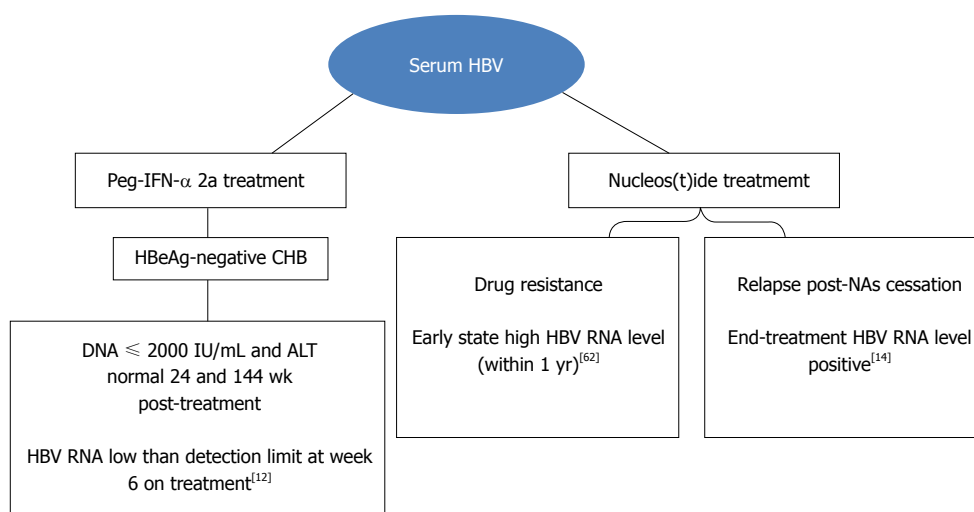 Serum HBV
Peg-IFN-α 2a treatment
Nucleos(t)ide treatmemt
HBeAg-negative CHB
DNA ⩽ 2000 IU/mL and ALT
normal 24 and 144 wk
post-treatment
HBV RNA low than detection limit at week
6 on treatment[12]
Drug resistance
Early state high HBV RNA level
(within 1 yr)[62]
Relapse post-NAs cessation
End-treatment HBV RNA level
positive[14]